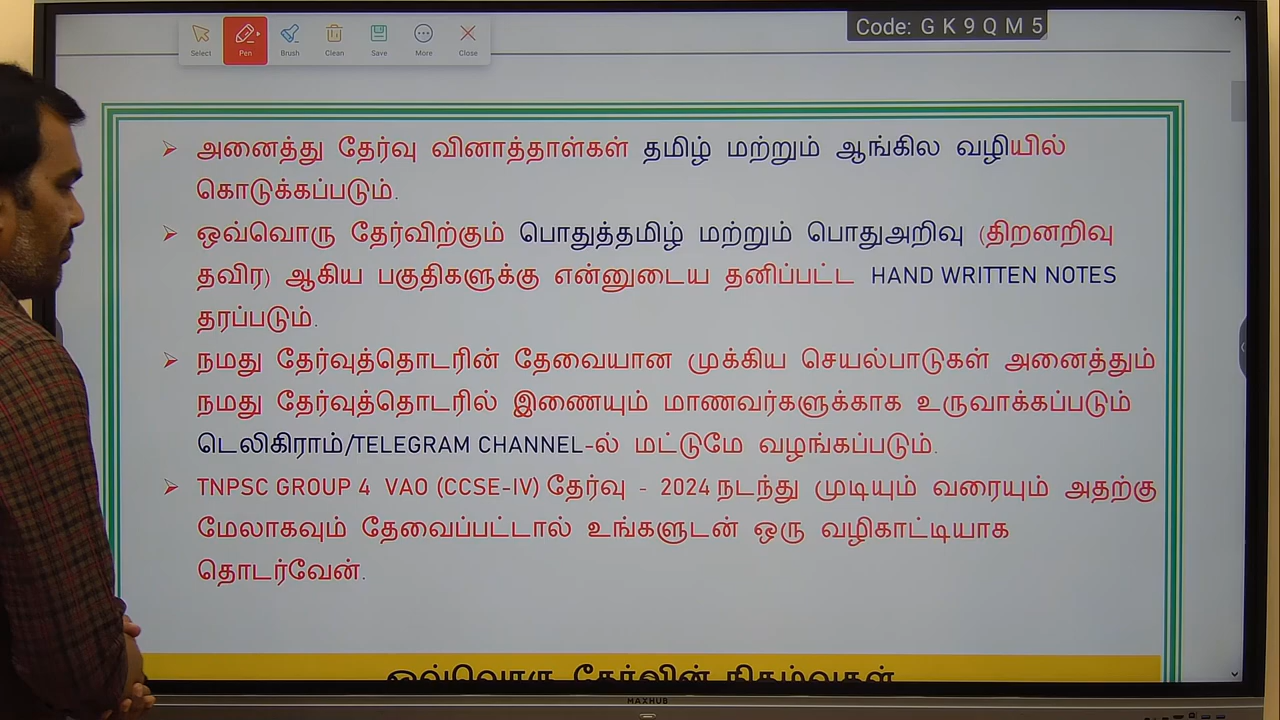 Code: G K 9 Q M 5
Select Pen Brush Clean Save More Close
➢ அனைத்து தேர்வு வினாத்தாள்கள் தமிழ் மற்றும் ஆங்கில வழியில்
கொடுக்கப்படும்.
➢ ஒவ்வொரு தேர்விற்கும் பொதுத்தமிழ் மற்றும் பொதுஅறிவு (திறனறிவு
தவிர) ஆகிய பகுதிகளுக்கு என்னுடைய தனிப்பட்ட HAND WRITTEN NOTES
தரப்படும்.
➢ நமது தேர்வுத்தொடரின் தேவையான முக்கிய செயல்பாடுகள் அனைத்தும்
நமது தேர்வுத்தொடரில் இணையும் மாணவர்களுக்காக உருவாக்கப்படும்
டெலிகிராம்/TELEGRAM CHANNEL-ல் மட்டுமே வழங்கப்படும்.
➢ TNPSC GROUP 4 VAO (CCSE-IV) தேர்வு - 2024 நடந்து முடியும் வரையும் அதற்கு
மேலாகவும் தேவைப்பட்டால் உங்களுடன் ஒரு வழிகாட்டியாக
தொடர்வேன்.
ஒவ்வொரு தேர்வின் நிகழ்வுகள்
MAXHUB